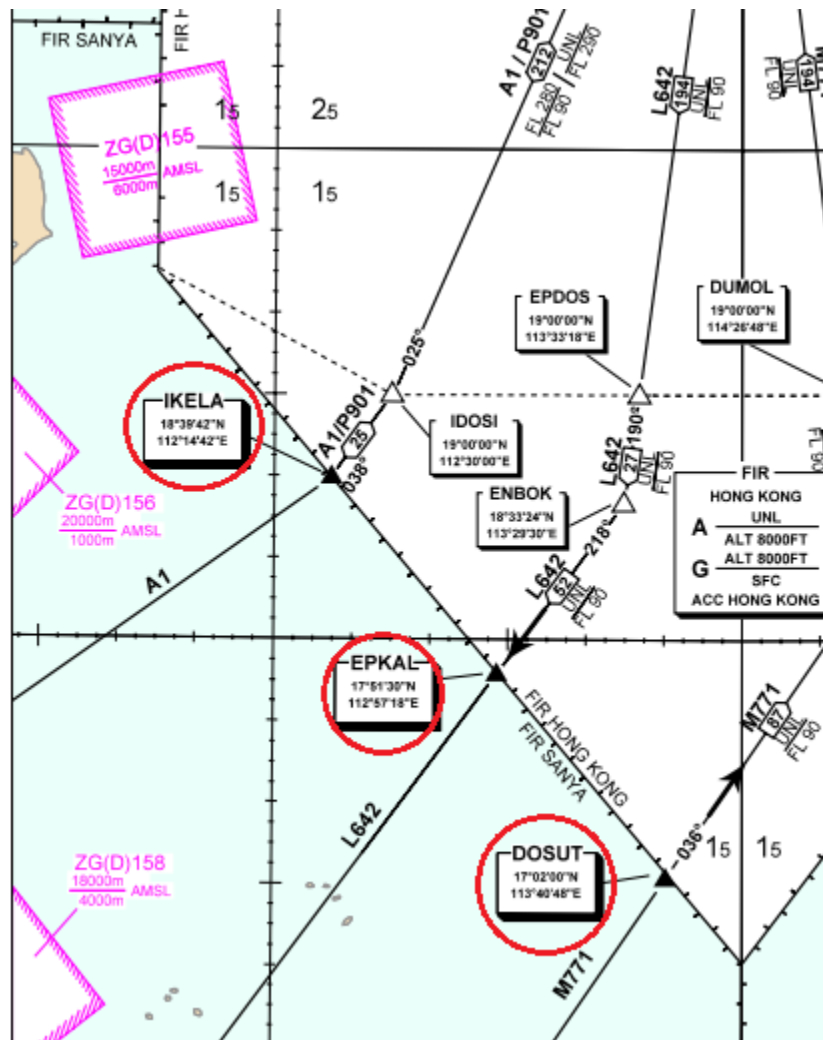 FIR SANYA
FIR H
A1 / P901
212
UNL
FL 290
FL 280
FL 90
L642
194
UNL
FL 90
194
UNL
FL 90
ZG(D)155
15000m
6000m
AMSL
15
25
15
15
EPDOS
19°00'00"N
113°33'18"E
DUMOL
19°00'00"N
114°26'48"E
025°
IKELA
18°39'42"N
112°14'42"E
A1/P901
25
038°
IDOSI
19°00'00"N
112°30'00"E
190°
L642
27
UNL
FL 90
FL 90
ENBOK
18°33'24"N
113°29'30"E
218°
ZG(D)156
20000m
1000m
AMSL
FIR
HONG KONG
A
UNL
ALT 8000FT
G
ALT 8000FT
SFC
ACC HONG KONG
A1
L642
52
UNL
FL 90
EPKAL
17°51'30"N
112°57'18"E
FIR HONG KONG
FIR SANYA
M771
87
UNL
FL 90
L642
DOSUT
17°02'00"N
113°40'48"E
036°
15
15
ZG(D)158
18000m
4000m
AMSL
M771